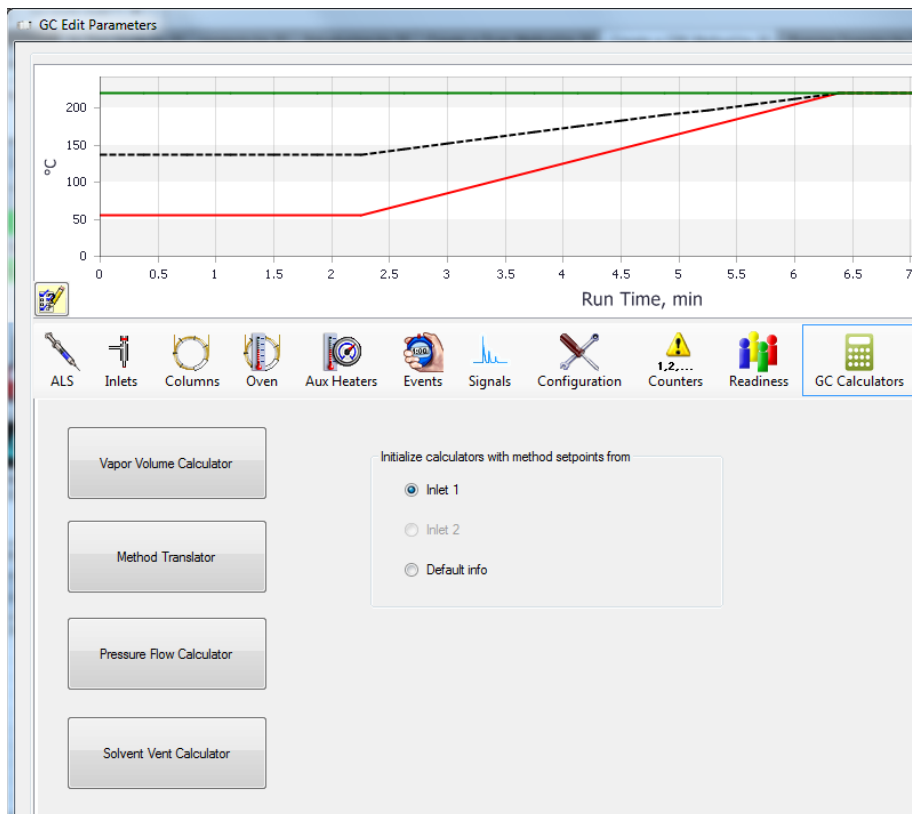 GC Edit Parameters
200
150
°C
100
50
0
0 0.5 1 1.5 2 2.5 3 3.5 4 4.5 5 5.5 6 6.5 7
Run Time, min
1,2,...
ALS Inlets Columns Oven Aux Heaters Events Signals Configuration Counters Readiness GC Calculators
Vapor Volume Calculator
Initialize calculators with method setpoints from
Inlet 1
Inlet 2
Method Translator
Default info
Pressure Flow Calculator
Solvent Vent Calculator